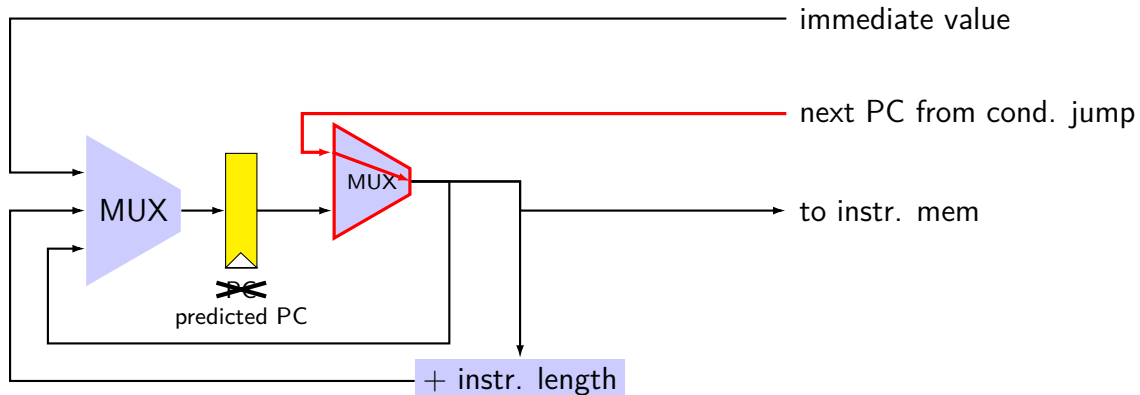 immediate value
next PC from cond. jump
MUX
MUX
to instr. mem
PC
predicted PC
+ instr. length